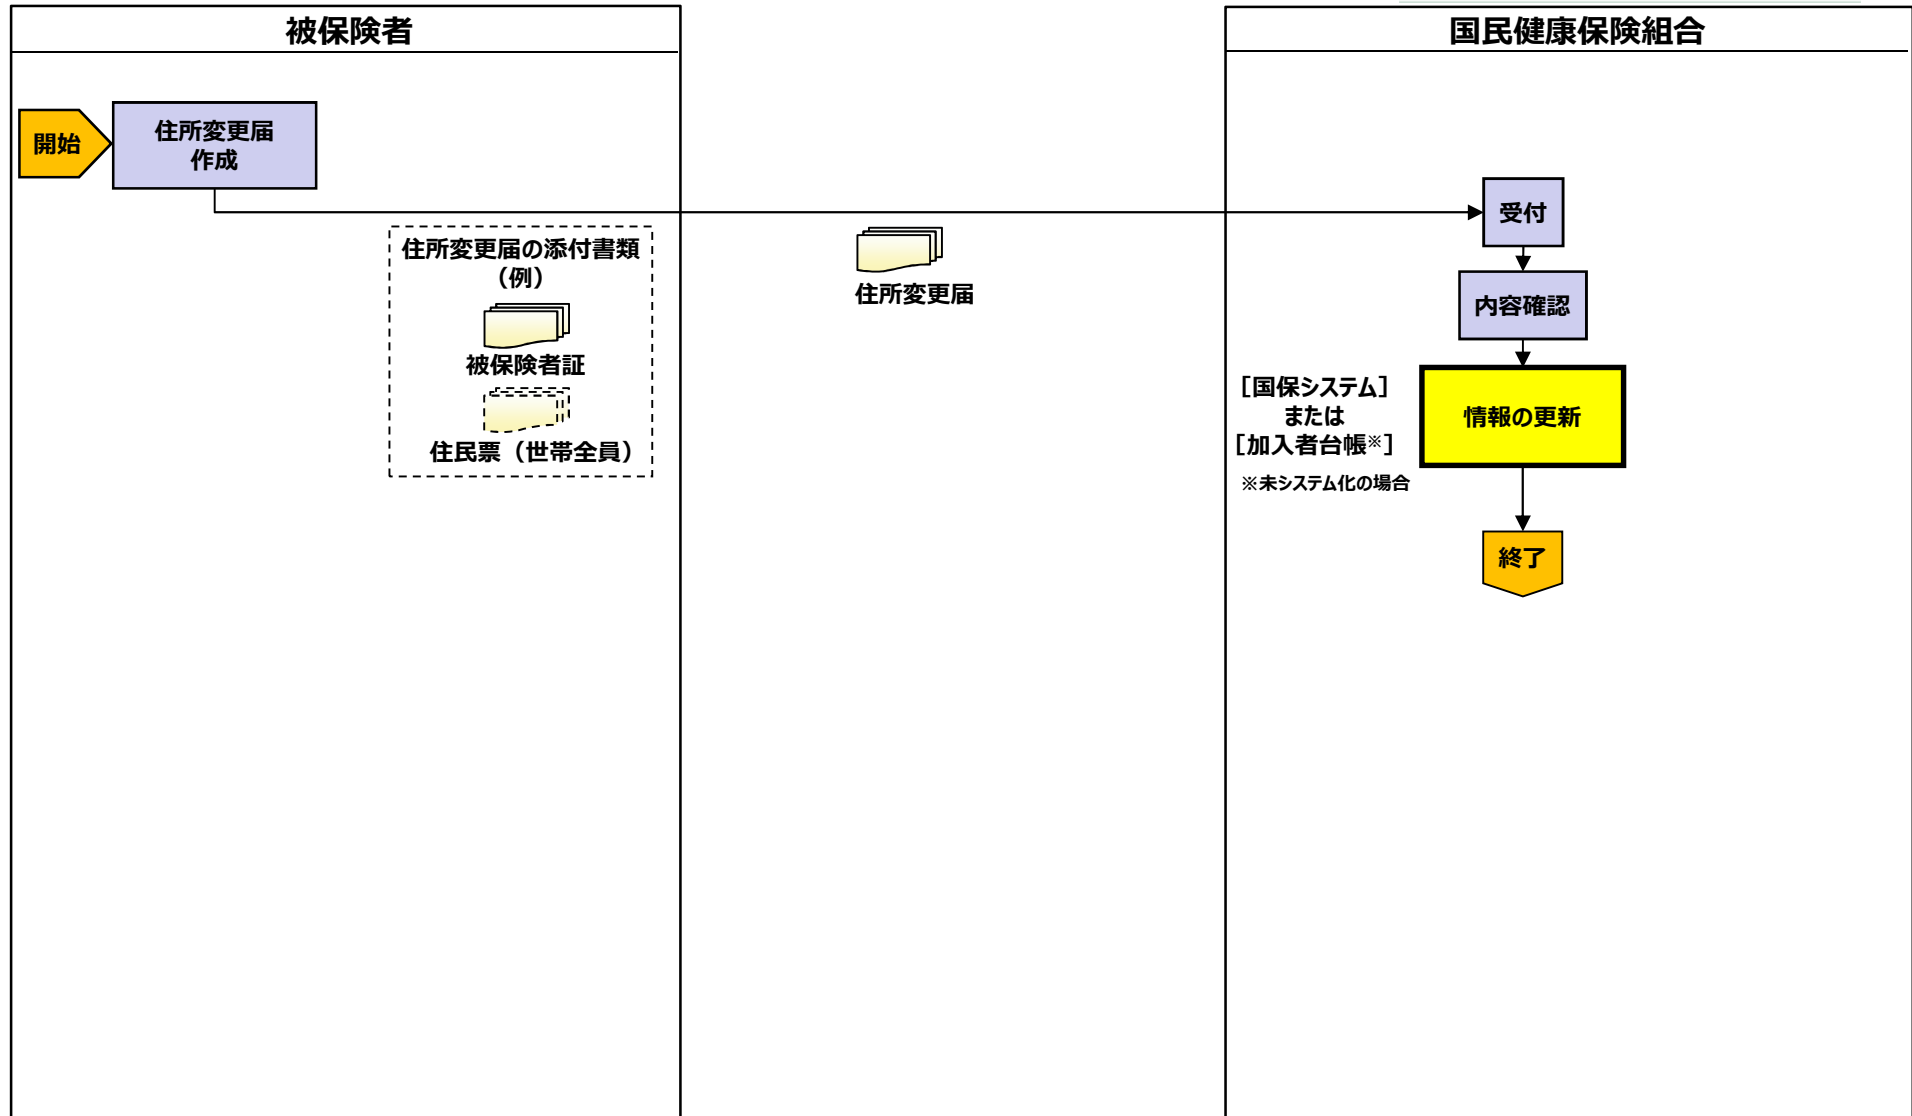 被保険者
国民健康保険組合
開始
住所変更届
作成
受付
住所変更届の添付書類
（例）
被保険者証
住民票（世帯全員）
住所変更届
内容確認
［国保システム］
または
［加入者台帳※］
※未システム化の場合
情報の更新
終了